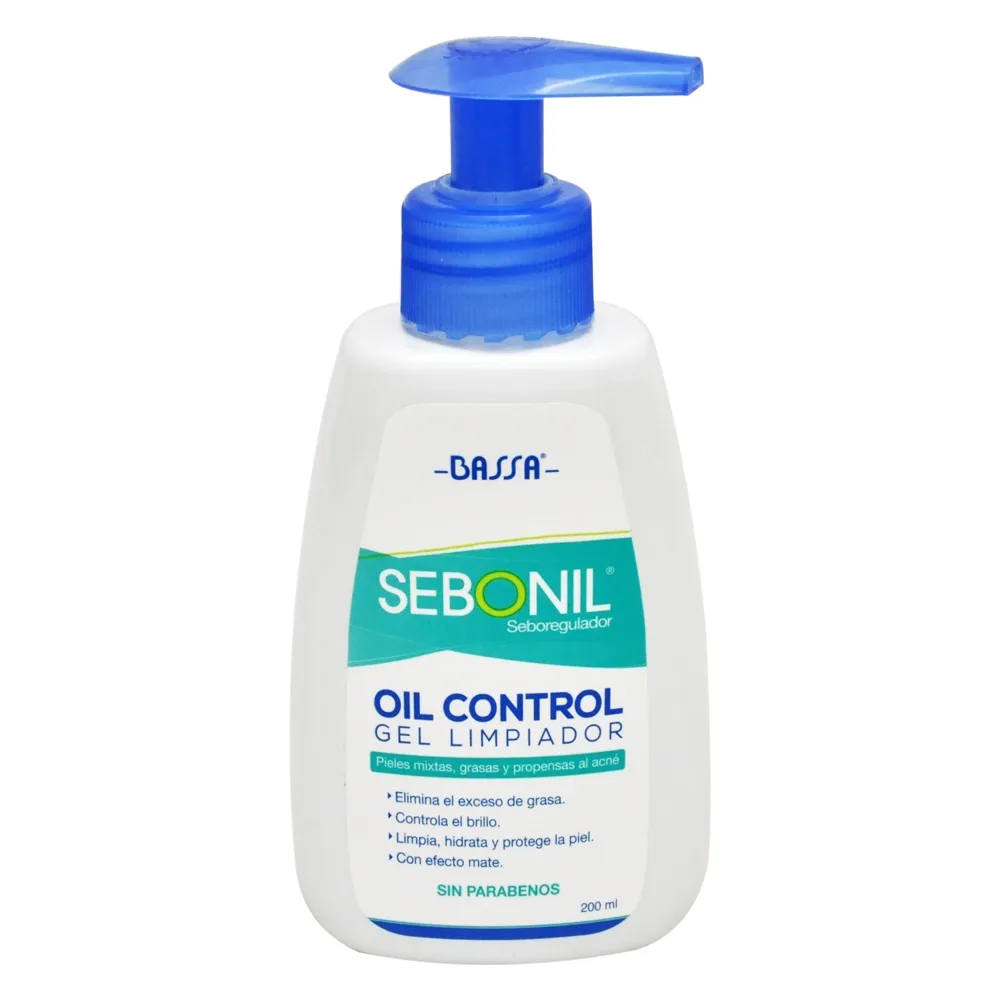 -BASSA®-
SEBONIL®
Seboregulador
OIL CONTROL
GEL LIMPIADOR
Pieles mixtas, grasas y propensas al acné
Elimina el exceso de grasa.
Controla el brillo.
Limpia, hidrata y protege la piel.
Con efecto mate.
SIN PARABENOS
200 ml